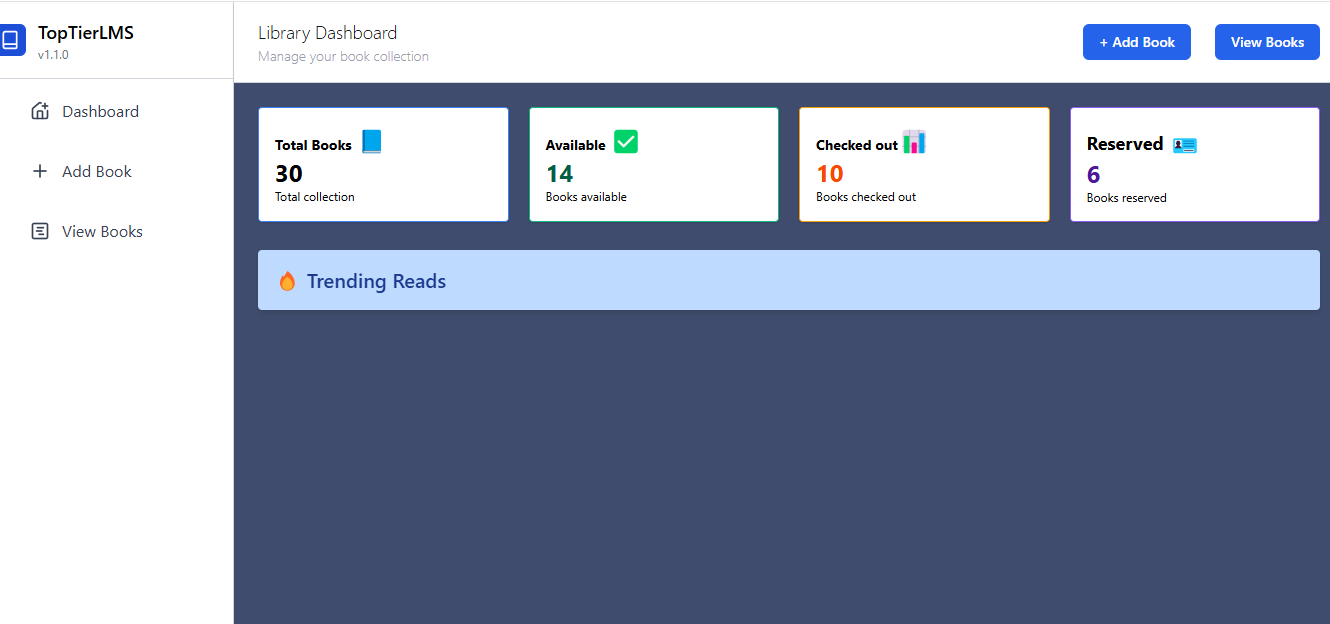 TopTierLMS
v1.1.0
Dashboard
Add Book
View Books
Library Dashboard
Manage your book collection
+ Add Book
View Books
Total Books
30
Total collection
Available
14
Books available
Checked out
10
Books checked out
Reserved
6
Books reserved
Trending Reads